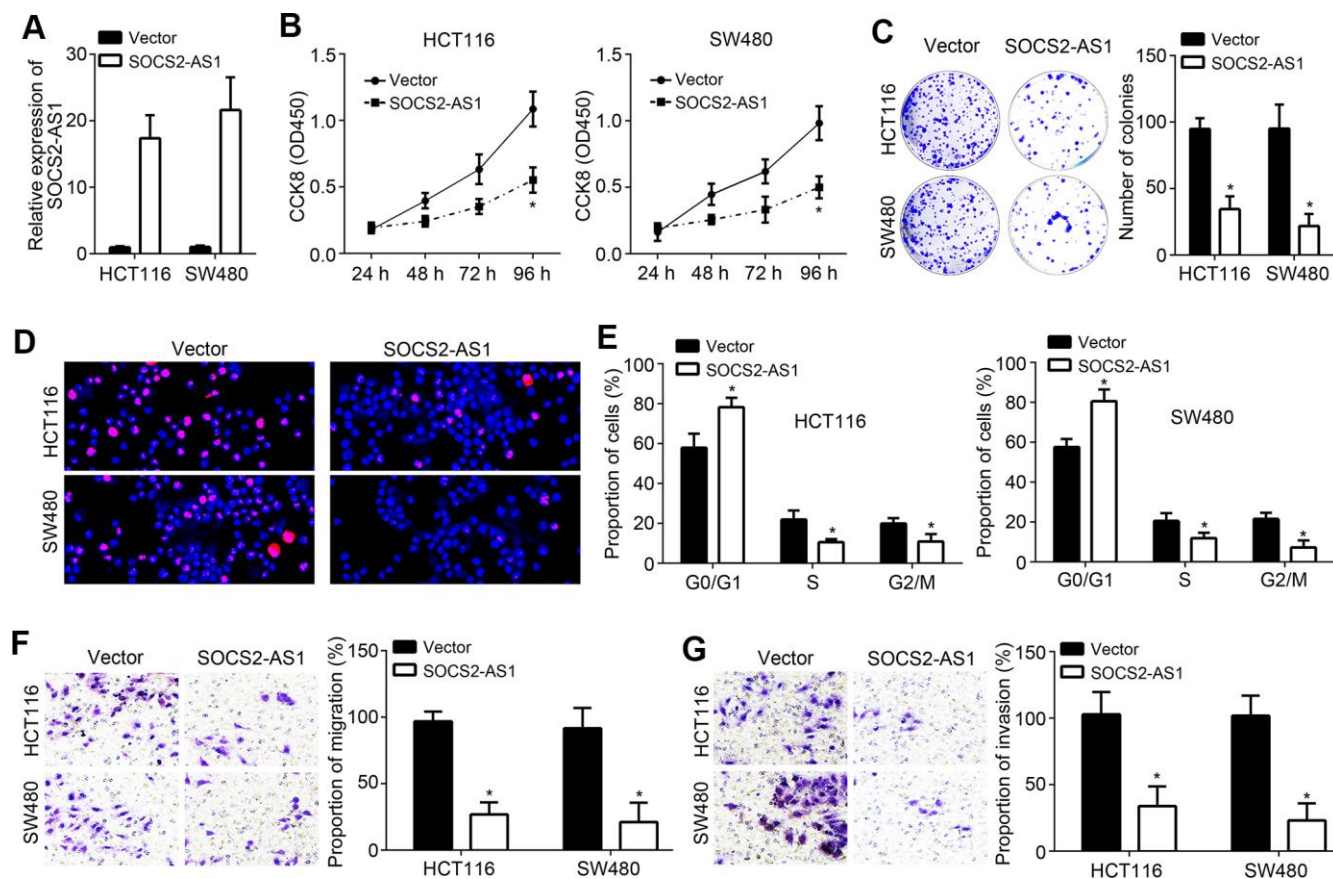 A
Vector
SOCS2-AS1
Relative expression of
SOCS2-AS1
30
20
10
0
HCT116
SW480
B
HCT116
Vector
SOCS2-AS1
CCK8 (OD450)
1.5
1.0
0.5
0.0
*
24 h
48 h
72 h
96 h
SW480
Vector
SOCS2-AS1
CCK8 (OD450)
1.5
1.0
0.5
0.0
*
24 h
48 h
72 h
96 h
C
Vector
SOCS2-AS1
HCT116
SW480
Vector
SOCS2-AS1
Number of colonies
150
100
50
0
*
*
HCT116
SW480
D
Vector
SOCS2-AS1
HCT116
SW480
E
Vector
SOCS2-AS1
HCT116
Proportion of cells (%)
100
80
60
40
20
0
*
*
*
G0/G1
S
G2/M
Vector
SOCS2-AS1
SW480
Proportion of cells (%)
100
80
60
40
20
0
*
*
*
G0/G1
S
G2/M
F
Vector
SOCS2-AS1
HCT116
SW480
Vector
SOCS2-AS1
Proportion of migration (%)
150
100
50
0
*
*
HCT116
SW480
G
Vector
SOCS2-AS1
HCT116
SW480
Vector
SOCS2-AS1
Proportion of invasion (%)
150
100
50
0
*
*
HCT116
SW480